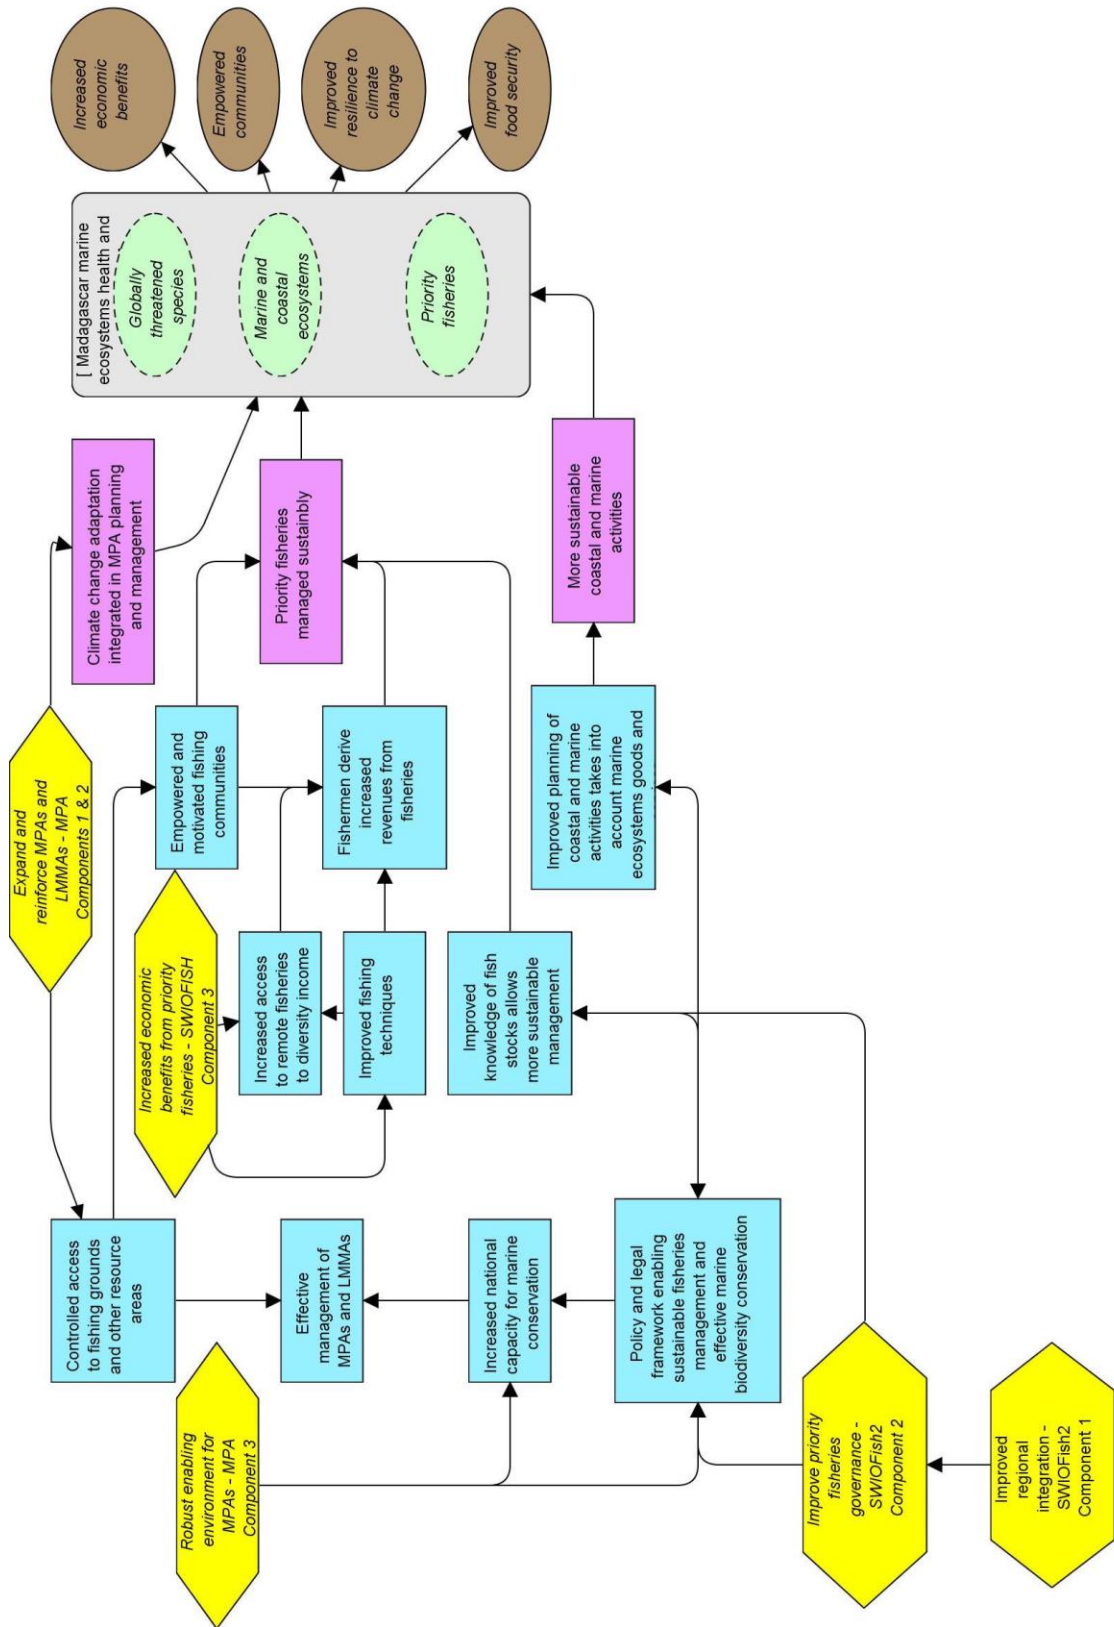 Expand and
reinforce MPAs and
LMMAs - MPA
Components 1 & 2
Robust enabling
environment for
MPAs - MPA
Component 3
Controlled access
to fishing grounds
and other resource
areas
Increased economic
benefits from priority
fisheries - SWIOFISH
Component 3
Empowered and
motivated fishing
communities
Climate change adaptation
integrated in MPA planning
and management
[ Madagascar marine
ecosystems health and
Globally
threatened
species
Marine and
coastal
ecosystems
Priority
fisheries
Increased
economic
benefits
Empowered
communities
Improved
resilience to
climate
change
Improved
food security
Effective
management of
MPAs and LMMAs
Increased access
to remote fisheries
to diversity income
Improved fishing
techniques
Fishermen derive
increased
revenues from
fisheries
Priority fisheries
managed sustainbly
Increased national
capacity for marine
conservation
Improved
knowledge of fish
stocks allows
more sustainable
management
Policy and legal
framework enabling
sustainable fisheries
management and
effective marine
biodiversity conservation
Improved planning of
coastal and marine
activities takes into
account marine
ecosystems goods and
More sustainable
coastal and marine
activities
Improve priority
fisheries
governance -
SWIOFish2
Component 2
Improved
regional
integration -
SWIOFish2
Component 1